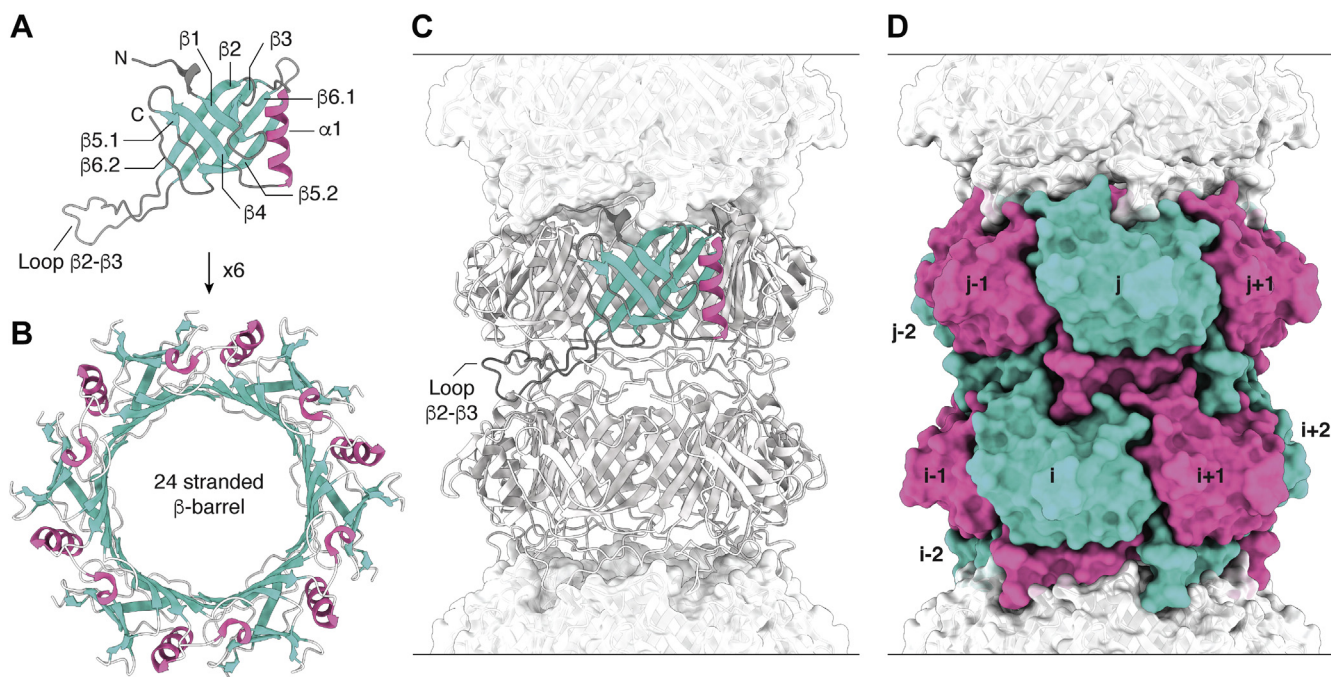 A
N
β1
β2
β3
β6.1
α1
C
β5.1
β6.2
β5.2
β4
Loop β2-β3
x6
B
24 stranded
β-barrel
C
Loop
β2-β3
D
j-1
j
j+1
j-2
i+2
i-1
i
i+1
i-2